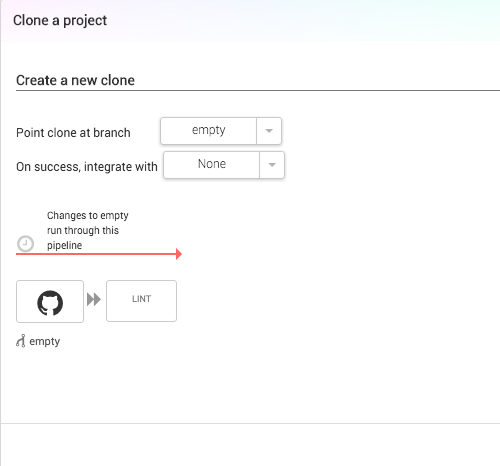 Clone a project
Create a new clone
Point clone at branch empty
On success, integrate with None
Changes to empty
run through this
pipeline
LINT
empty